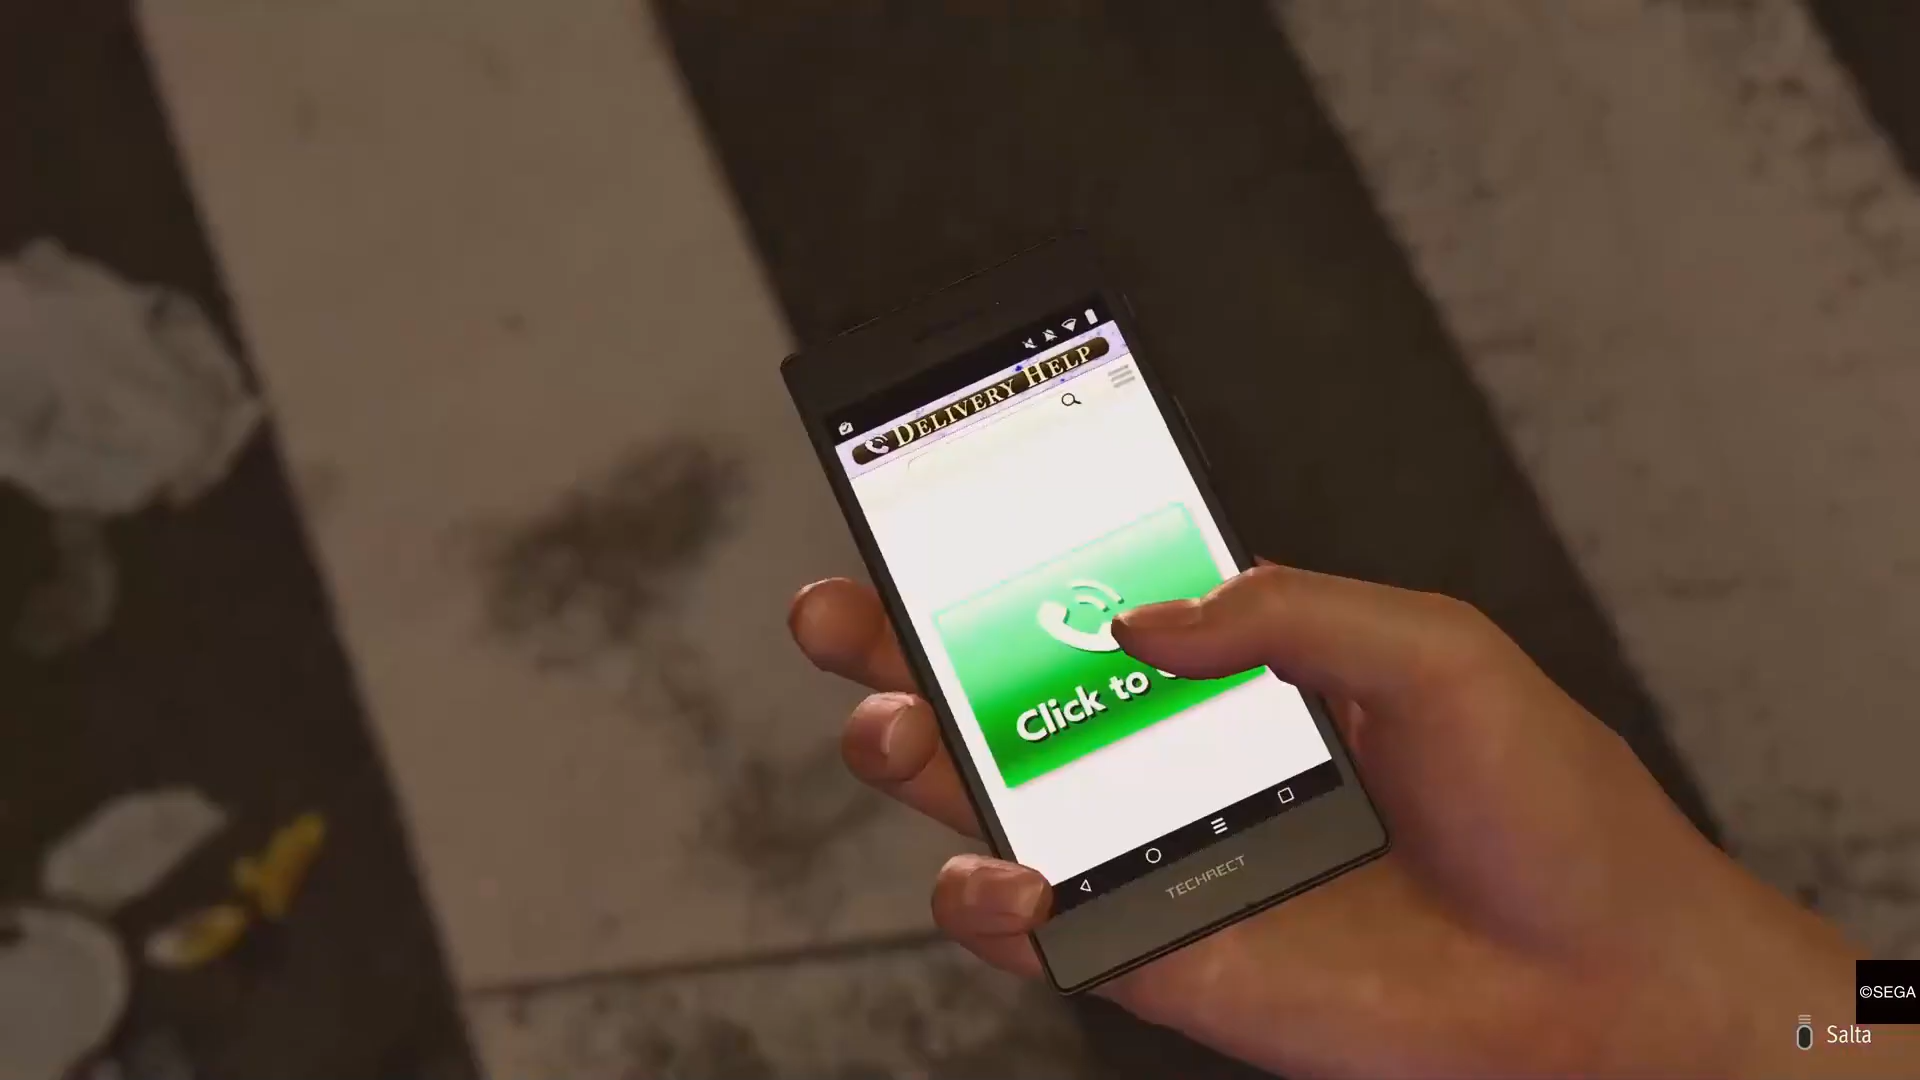 DELIVERY HELP
Click to
TECHRECT
©SEGA
Salta